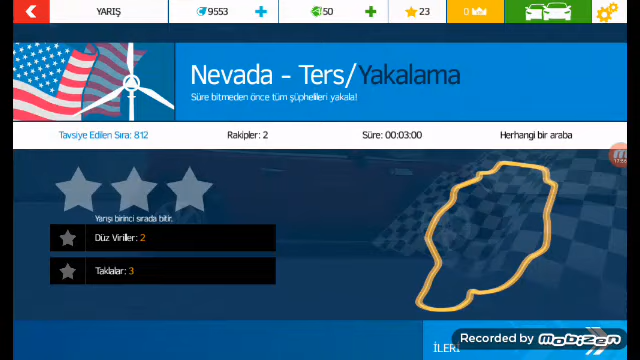 YARIŞ
9553
50
23
0
Nevada - Ters/Yakalama
Süre bitmeden önce tüm şüphelileri yakala!
Tavsiye Edilen Sıra: 812
Rakipler: 2
Süre: 00:03:00
Herhangi bir araba
Yarışı birinci sırada bitir.
Düz Viriller: 2
Taklalar: 3
İLERİ
Recorded by
MOBIZEN